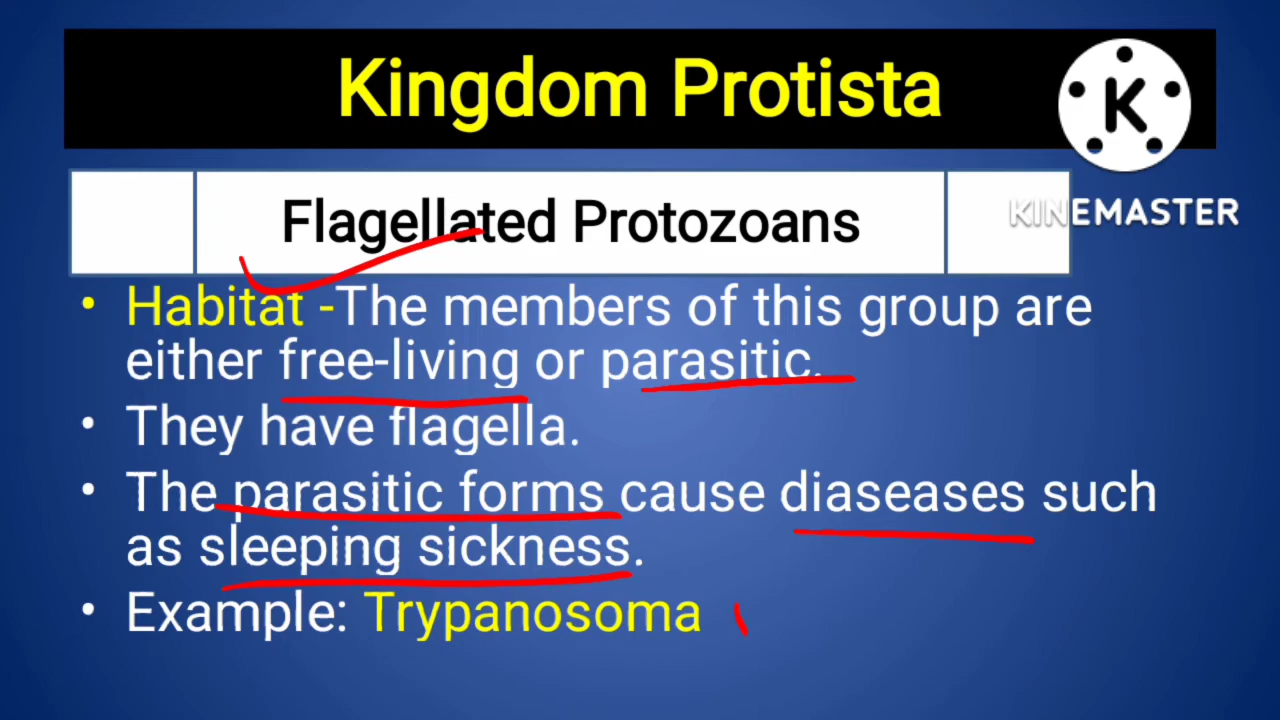 Kingdom Protista
K
KINEMASTER
Flagellated Protozoans
• Habitat -The members of this group are
either free-living or parasitic.
• They have flagella.
• The parasitic forms cause diaseases such
as sleeping sickness.
• Example: Trypanosoma